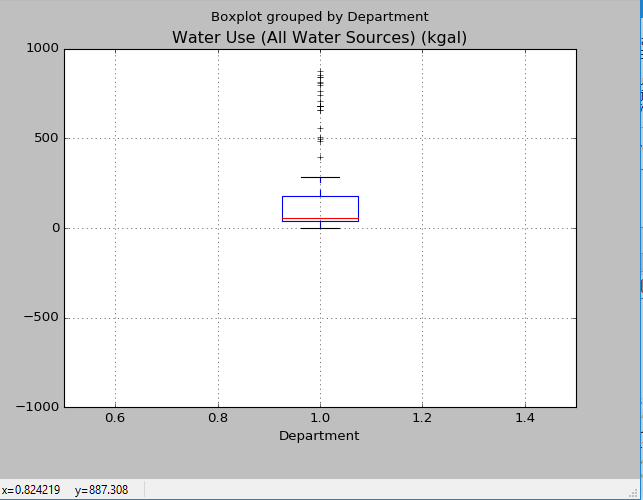 Boxplot grouped by Department
Water Use (All Water Sources) (kgal)
1000
500
0
−500
−1000
0.6 0.8 1.0 1.2 1.4
Department
x=0.824219 y=887.308